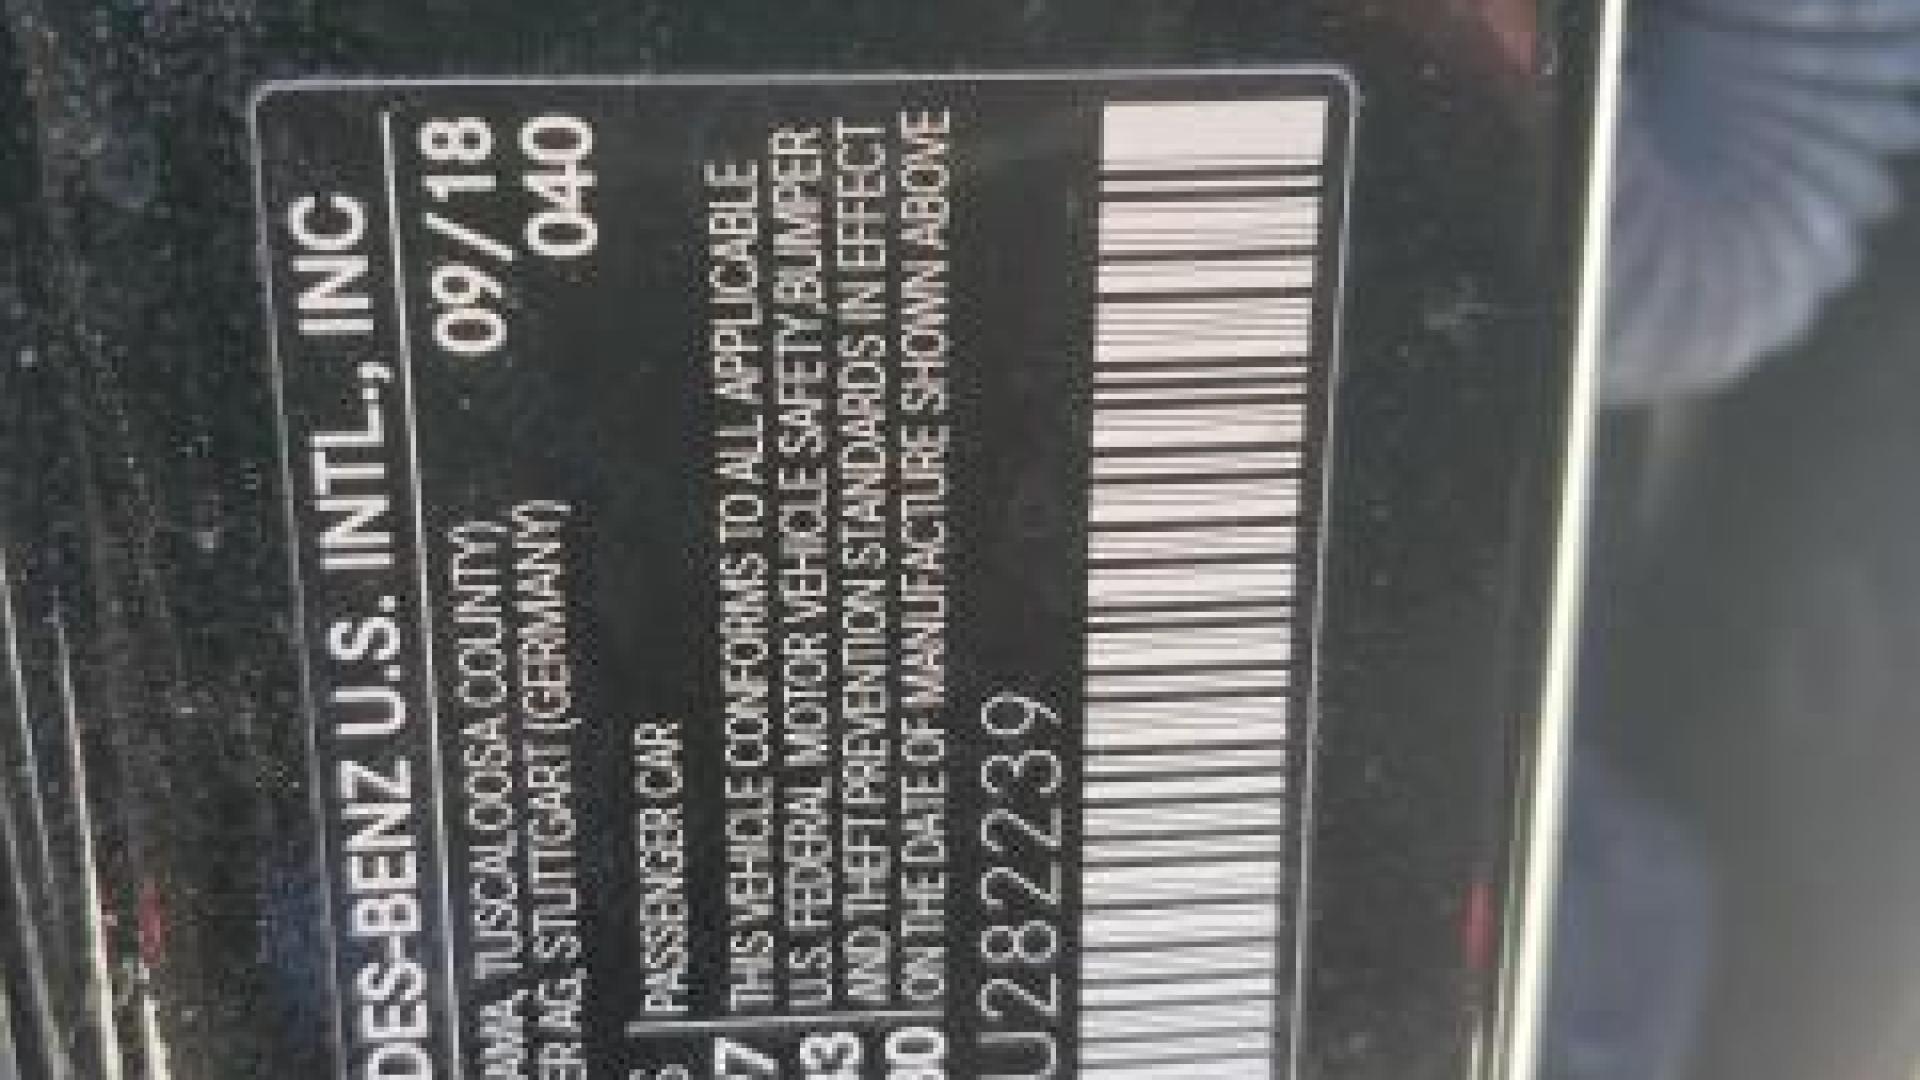 DES-BENZ U.S. INTL., INC
AMA, TUSCALOOSA COUNTY) 09/18
ER AG, STUTTGART (GERMANY) 040
PASSENGER CAR
THIS VEHICLE CONFORMS TO ALL APPLICABLE
U.S. FEDERAL MOTOR VEHICLE SAFETY,BUMPER
AND THEFT PREVENTION STANDARDS IN EFFECT
ON THE DATE OF MANUFACTURE SHOWN ABOVE
U282239